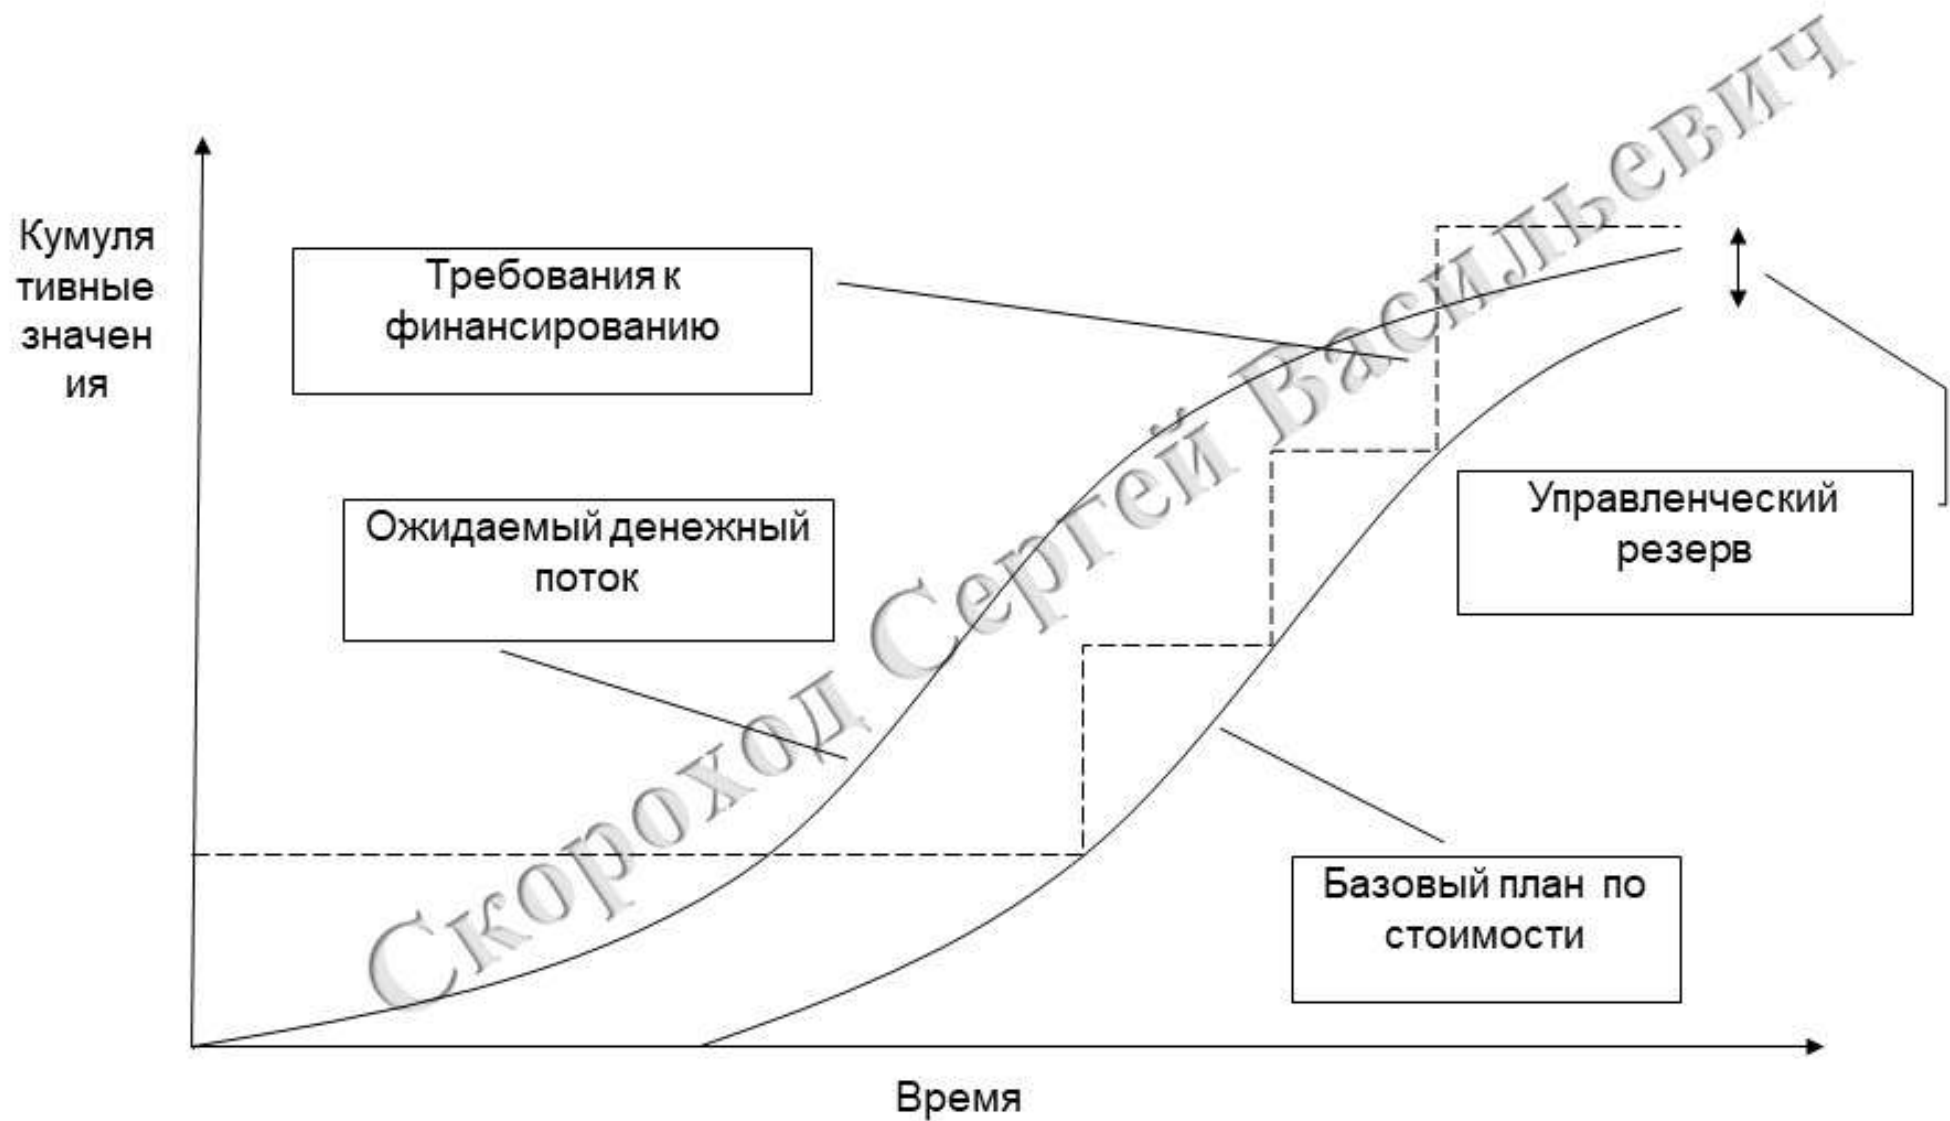 Скороход Сергей Васильевич
Кумуля
тивные
значен
ия
Требования к
финансированию
Ожидаемый денежный
поток
Управленческий
резерв
Базовый план по
стоимости
Время